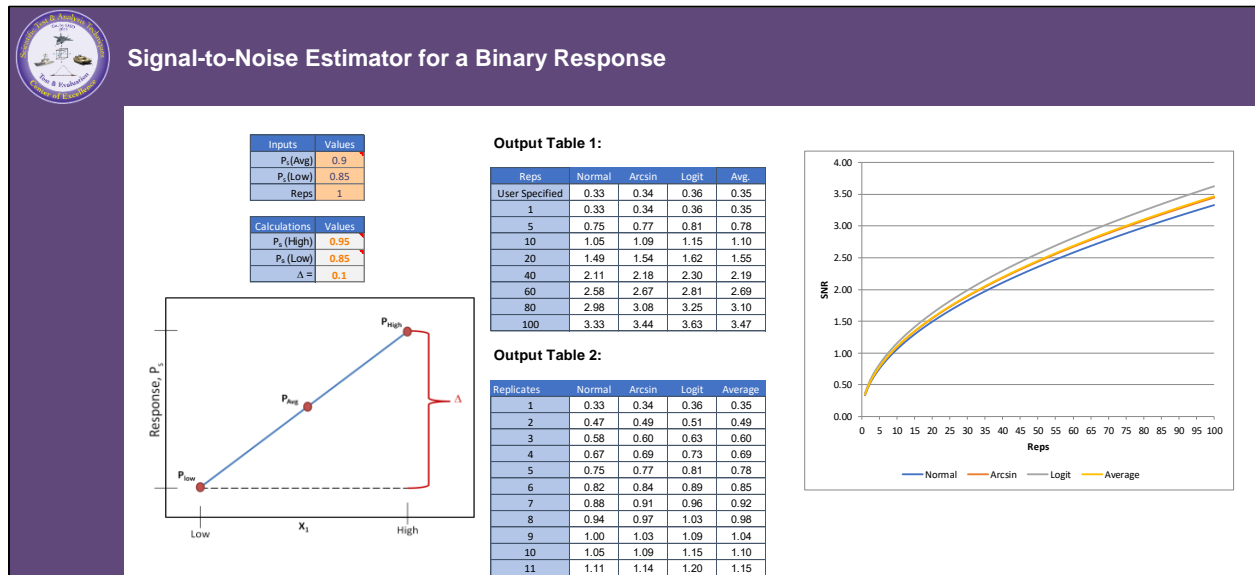 Scientific Test & Analysis Techniques
Test & Evaluation
Center of Excellence
Signal-to-Noise Estimator for a Binary Response
Inputs Values
Ps(Avg) 0.9
Ps(Low) 0.85
Reps 1
Calculations Values
Ps (High) 0.95
Ps (Low) 0.85
Δ = 0.1
Response, Ps
PHigh
PAvg
Plow
Δ
Low
X1
High
Output Table 1:
Reps Normal Arcsin Logit Avg.
User Specified 0.33 0.34 0.36 0.35
1 0.33 0.34 0.36 0.35
5 0.75 0.77 0.81 0.78
10 1.05 1.09 1.15 1.10
20 1.49 1.54 1.62 1.55
40 2.11 2.18 2.30 2.19
60 2.58 2.67 2.81 2.69
80 2.98 3.08 3.25 3.10
100 3.33 3.44 3.63 3.47
Output Table 2:
Replicates Normal Arcsin Logit Average
1 0.33 0.34 0.36 0.35
2 0.47 0.49 0.51 0.49
3 0.58 0.60 0.63 0.60
4 0.67 0.69 0.73 0.69
5 0.75 0.77 0.81 0.78
6 0.82 0.84 0.89 0.85
7 0.88 0.91 0.96 0.92
8 0.94 0.97 1.03 0.98
9 1.00 1.03 1.09 1.04
10 1.05 1.09 1.15 1.10
11 1.11 1.14 1.20 1.15
4.00
3.50
3.00
2.50
2.00
1.50
1.00
0.50
0.00
SNR
0 5 10 15 20 25 30 35 40 45 50 55 60 65 70 75 80 85 90 95 100
Reps
Normal Arcsin Logit Average